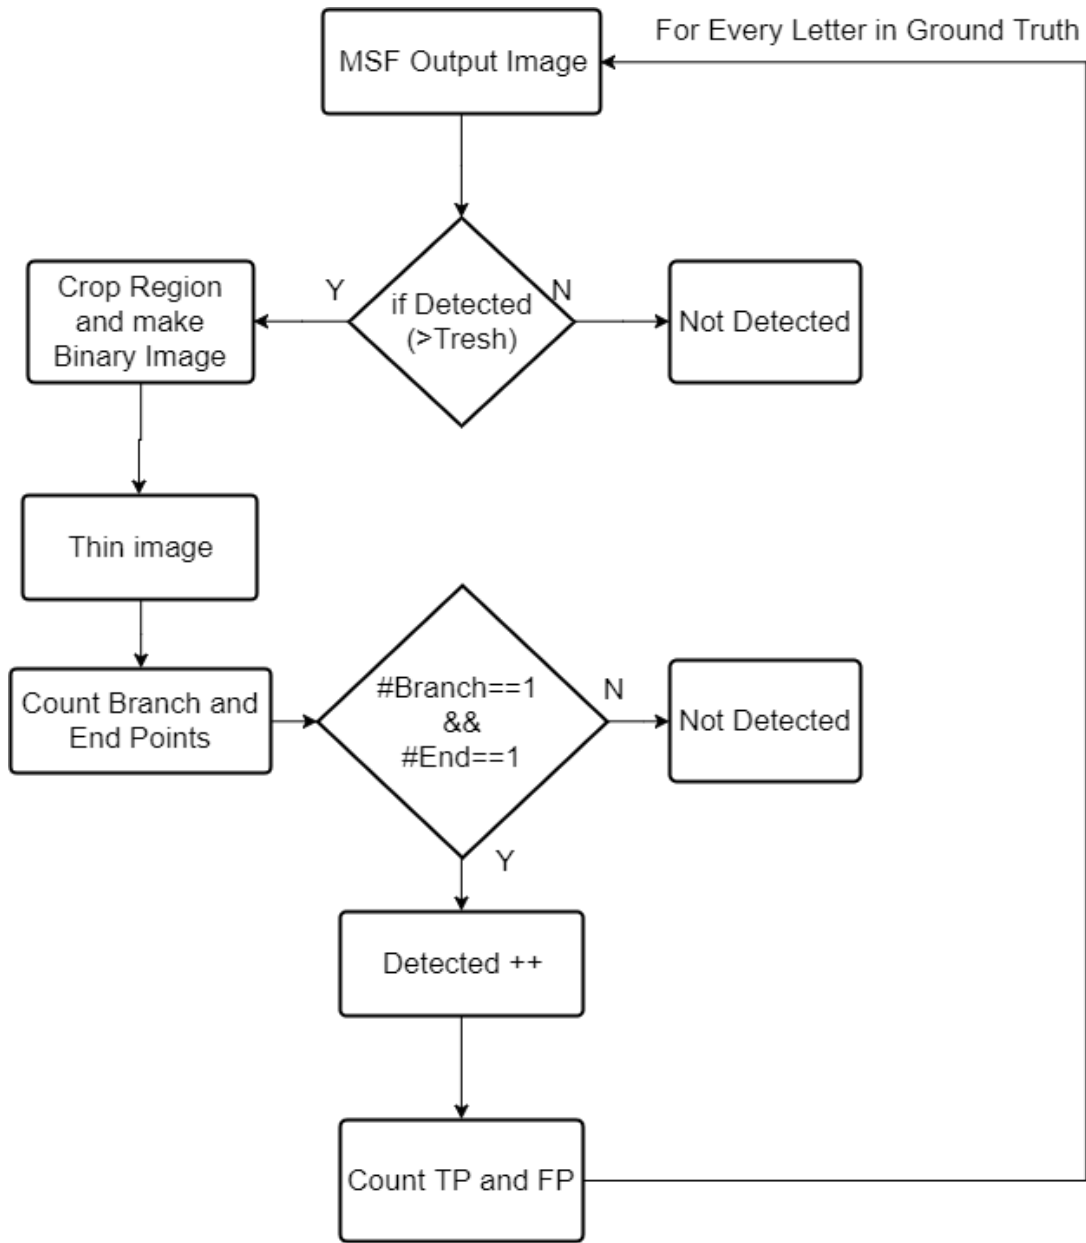 For Every Letter in Ground Truth
MSF Output Image
Y
N
Crop Region
and make
Binary Image
if Detected
(>Tresh)
Not Detected
Thin image
Count Branch and
End Points
#Branch==1
&&
#End==1
N
Not Detected
Y
Detected ++
Count TP and FP